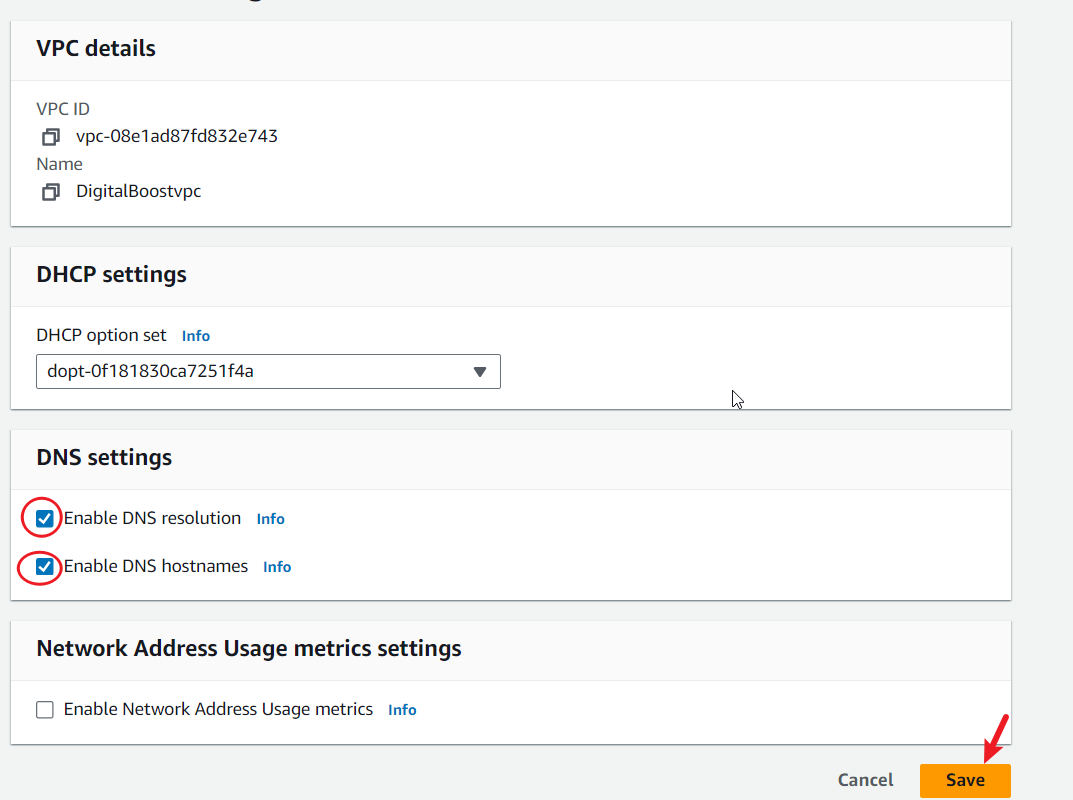 VPC details
VPC ID
vpc-08e1ad87fd832e743
Name
DigitalBoostvpc
DHCP settings
DHCP option set Info
dopt-0f181830ca7251f4a
DNS settings
Enable DNS resolution Info
Enable DNS hostnames Info
Network Address Usage metrics settings
Enable Network Address Usage metrics Info
Cancel Save